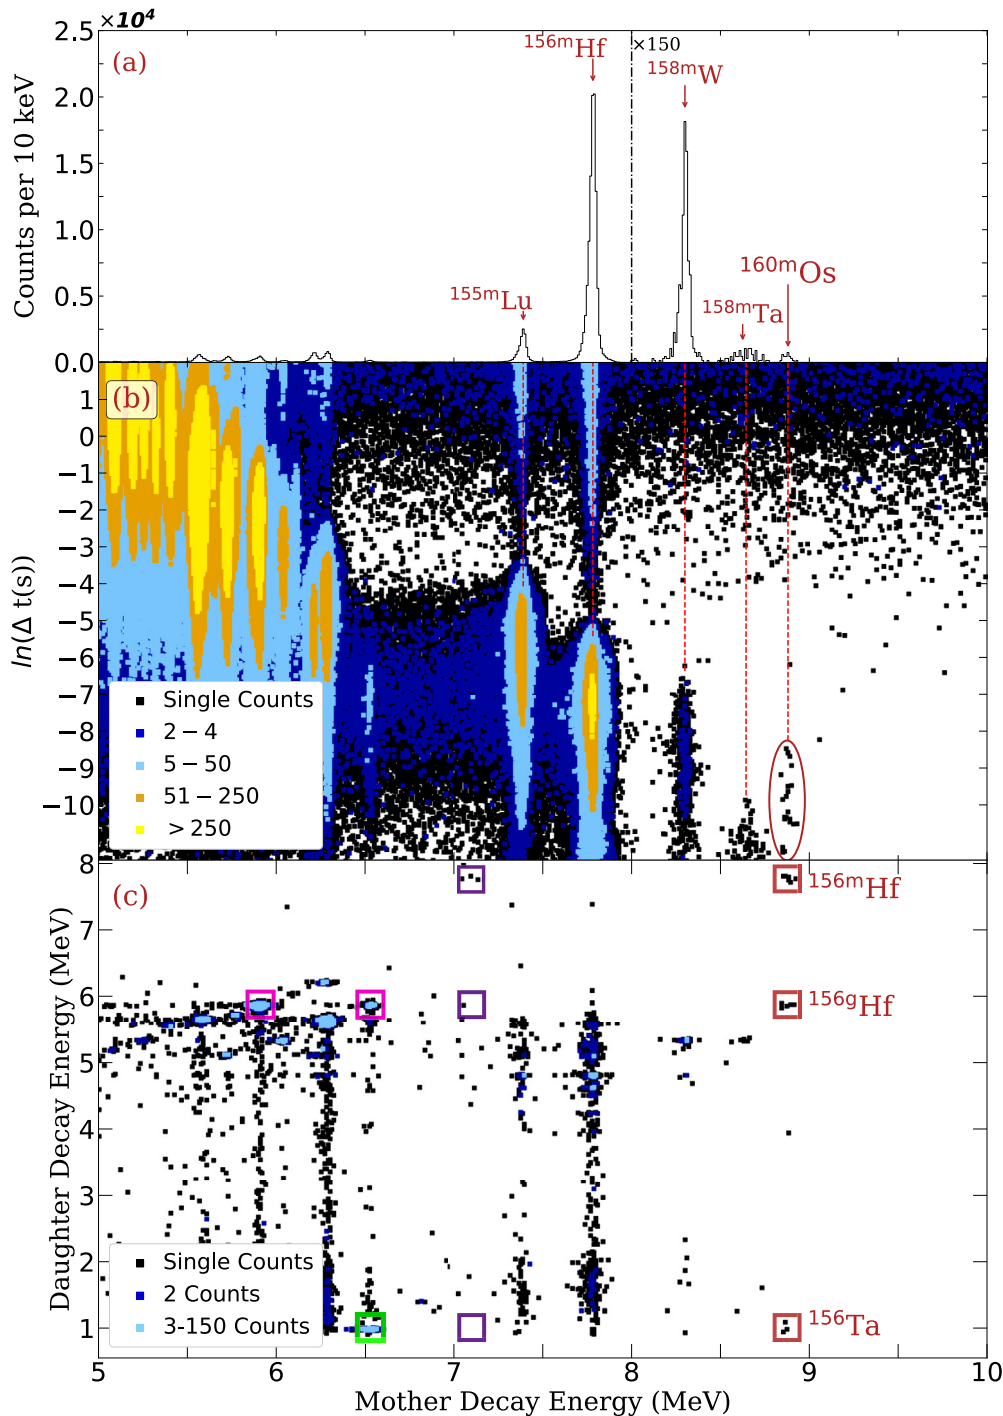 ×10⁴
2.5
2.0
1.5
1.0
0.5
0.0
Counts per 10 keV
(a)
¹⁵⁶ᵐHf
×150
¹⁵⁸ᵐW
¹⁵⁵ᵐLu
¹⁶⁰ᵐOs
¹⁵⁸ᵐTa
(b)
1
0
−1
−2
−3
−4
−5
−6
−7
−8
−9
−10
ln(Δ t(s))
Single Counts
2 − 4
5 − 50
51 − 250
> 250
(c)
8
7
6
5
4
3
2
1
Daughter Decay Energy (MeV)
¹⁵⁶ᵐHf
¹⁵⁶ᵍHf
¹⁵⁶Ta
Single Counts
2 Counts
3-150 Counts
5 6 7 8 9 10
Mother Decay Energy (MeV)